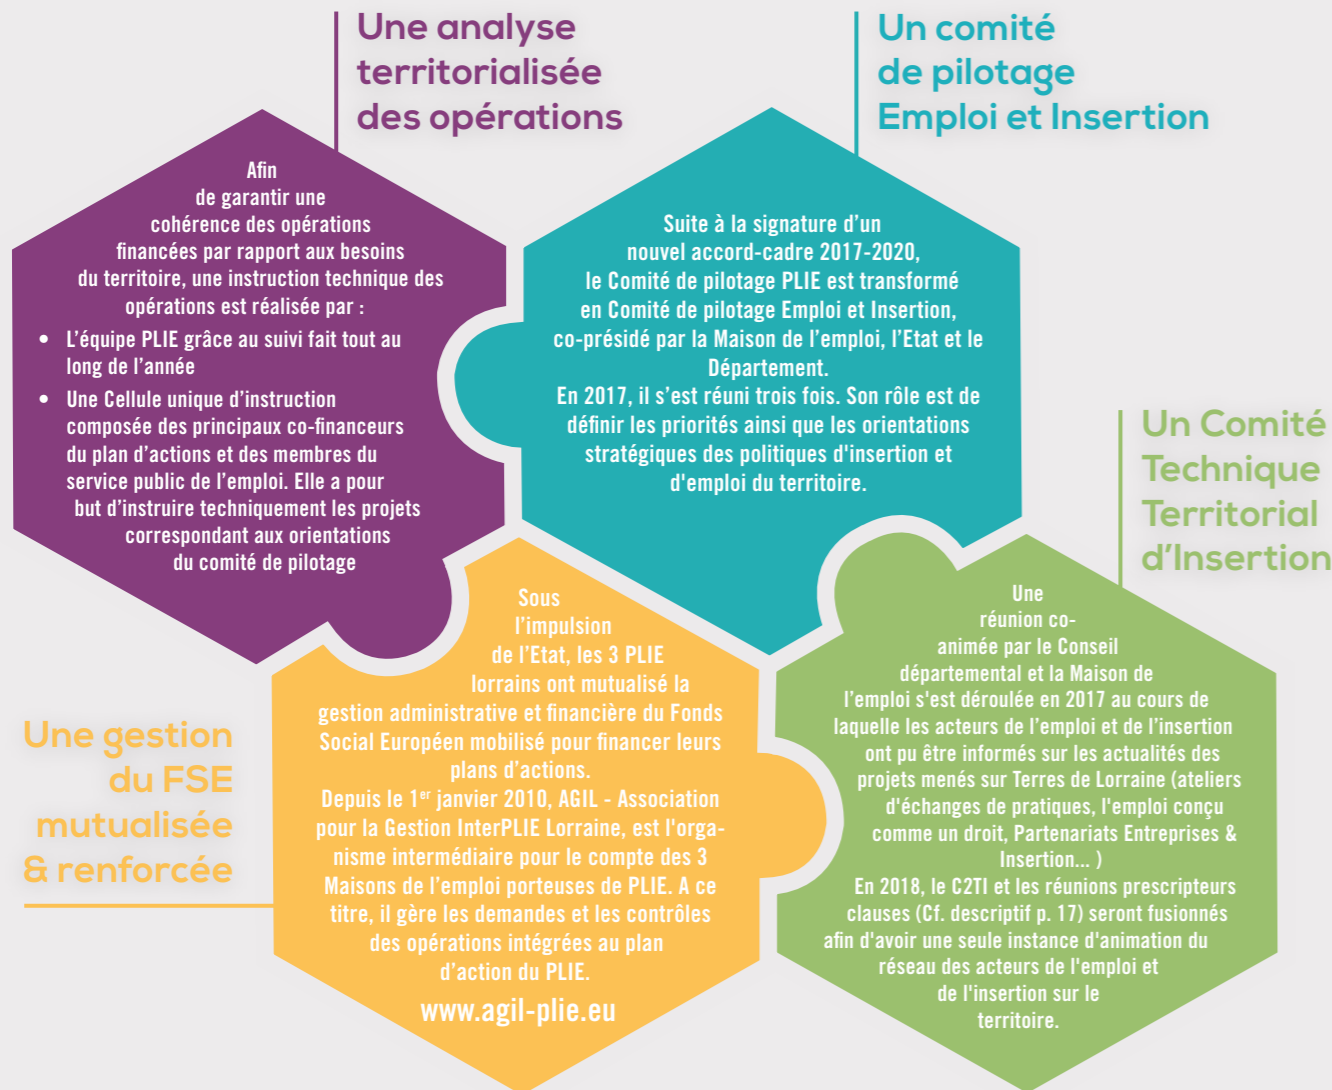 Une analyse
territorialisée
des opérations
Afin
de garantir une
cohérence des opérations
financées par rapport aux besoins
du territoire, une instruction technique des
opérations est réalisée par :
• L'équipe PLIE grâce au suivi fait tout au
long de l'année
• Une Cellule unique d'instruction
composée des principaux co-financeurs
du plan d'actions et des membres du
service public de l'emploi. Elle a pour
but d'instruire techniquement les projets
correspondant aux orientations
du comité de pilotage
Un comité
de pilotage
Emploi et Insertion
Suite à la signature d'un
nouvel accord-cadre 2017-2020,
le Comité de pilotage PLIE est transformé
en Comité de pilotage Emploi et Insertion,
co-présidé par la Maison de l'emploi, l'Etat et le
Département.
En 2017, il s'est réuni trois fois. Son rôle est de
définir les priorités ainsi que les orientations
stratégiques des politiques d'insertion et
d'emploi du territoire.
Une gestion
du FSE
mutualisée
& renforcée
Sous
l'impulsion
de l'Etat, les 3 PLIE
lorrains ont mutualisé la
gestion administrative et financière du Fonds
Social Européen mobilisé pour financer leurs
plans d'actions.
Depuis le 1er janvier 2010, AGIL - Association
pour la Gestion InterPLIE Lorraine, est l'orga-
nisme intermédiaire pour le compte des 3
Maisons de l'emploi porteuses de PLIE. A ce
titre, il gère les demandes et les contrôles
des opérations intégrées au plan
d'action du PLIE.
www.agil-plie.eu
Un Comité
Technique
Territorial
d'Insertion
Une
réunion co-
animée par le Conseil
départemental et la Maison de
l'emploi s'est déroulée en 2017 au cours de
laquelle les acteurs de l'emploi et de l'insertion
ont pu être informés sur les actualités des
projets menés sur Terres de Lorraine (ateliers
d'échanges de pratiques, l'emploi conçu
comme un droit, Partenariats Entreprises &
Insertion... )
En 2018, le C2TI et les réunions prescripteurs
clauses (Cf. descriptif p. 17) seront fusionnés
afin d'avoir une seule instance d'animation du
réseau des acteurs de l'emploi et
de l'insertion sur le
territoire.